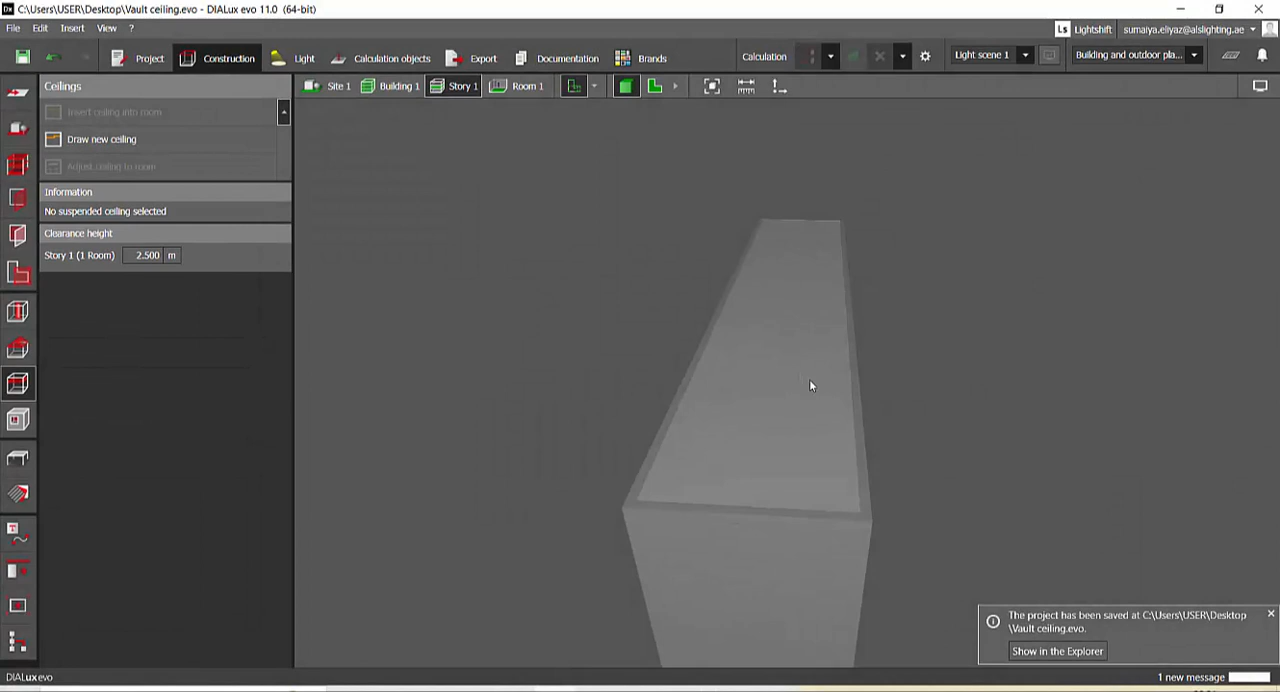 C:\Users\USER\Desktop\Vault ceiling.evo - DIALux evo 11.0 (64-bit)
File Edit Insert View ?
Ls Lightshift sumaiya.eliyaz@alslighting.ae
Project Construction Light Calculation objects Export Documentation Brands Calculation Light scene 1 Building and outdoor pla...
Ceilings
Site 1 Building 1 Story 1 Room 1
Invert ceiling into room
Draw new ceiling
Adjust ceiling to room
Information
No suspended ceiling selected
Clearance height
Story 1 (1 Room) 2.500 m
The project has been saved at C:\Users\USER\Desktop
\Vault ceiling.evo.
Show in the Explorer
DIALux evo
1 new message